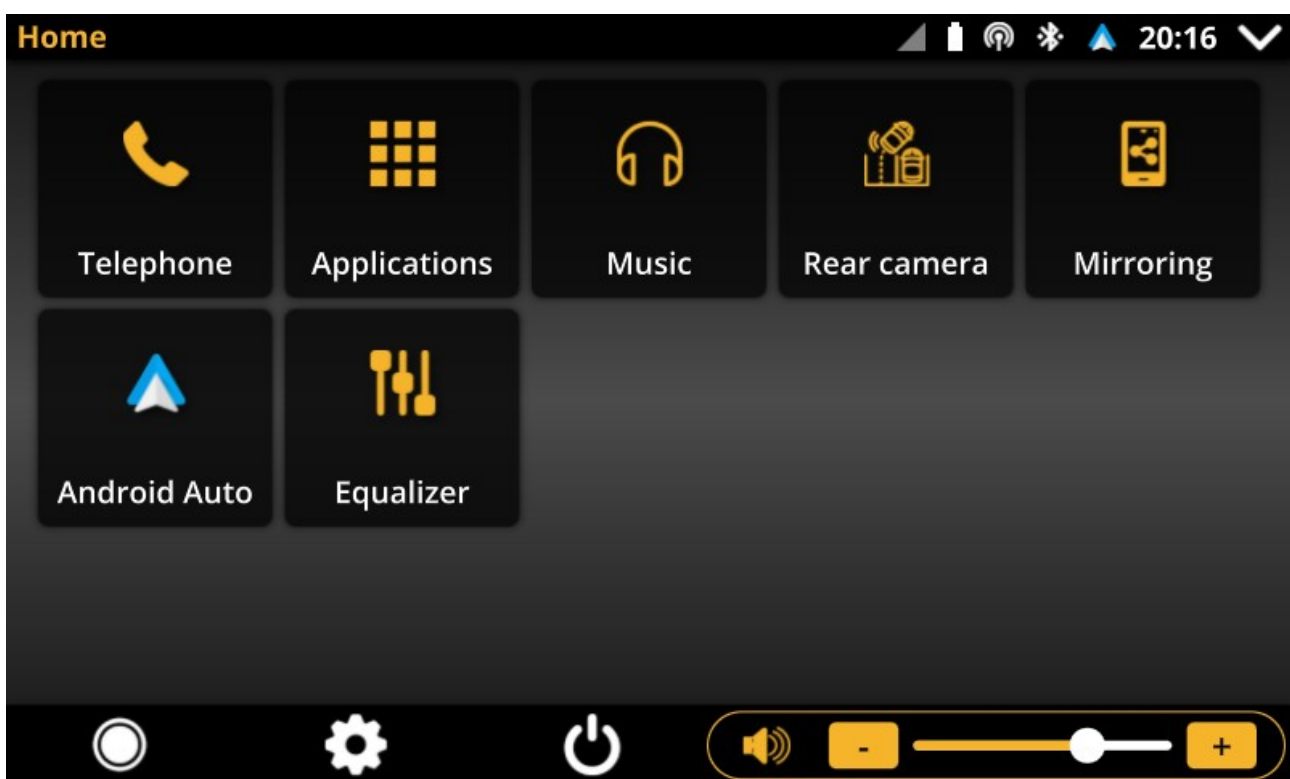 Home
20:16
Telephone
Applications
Music
Rear camera
Mirroring
Android Auto
Equalizer
- +